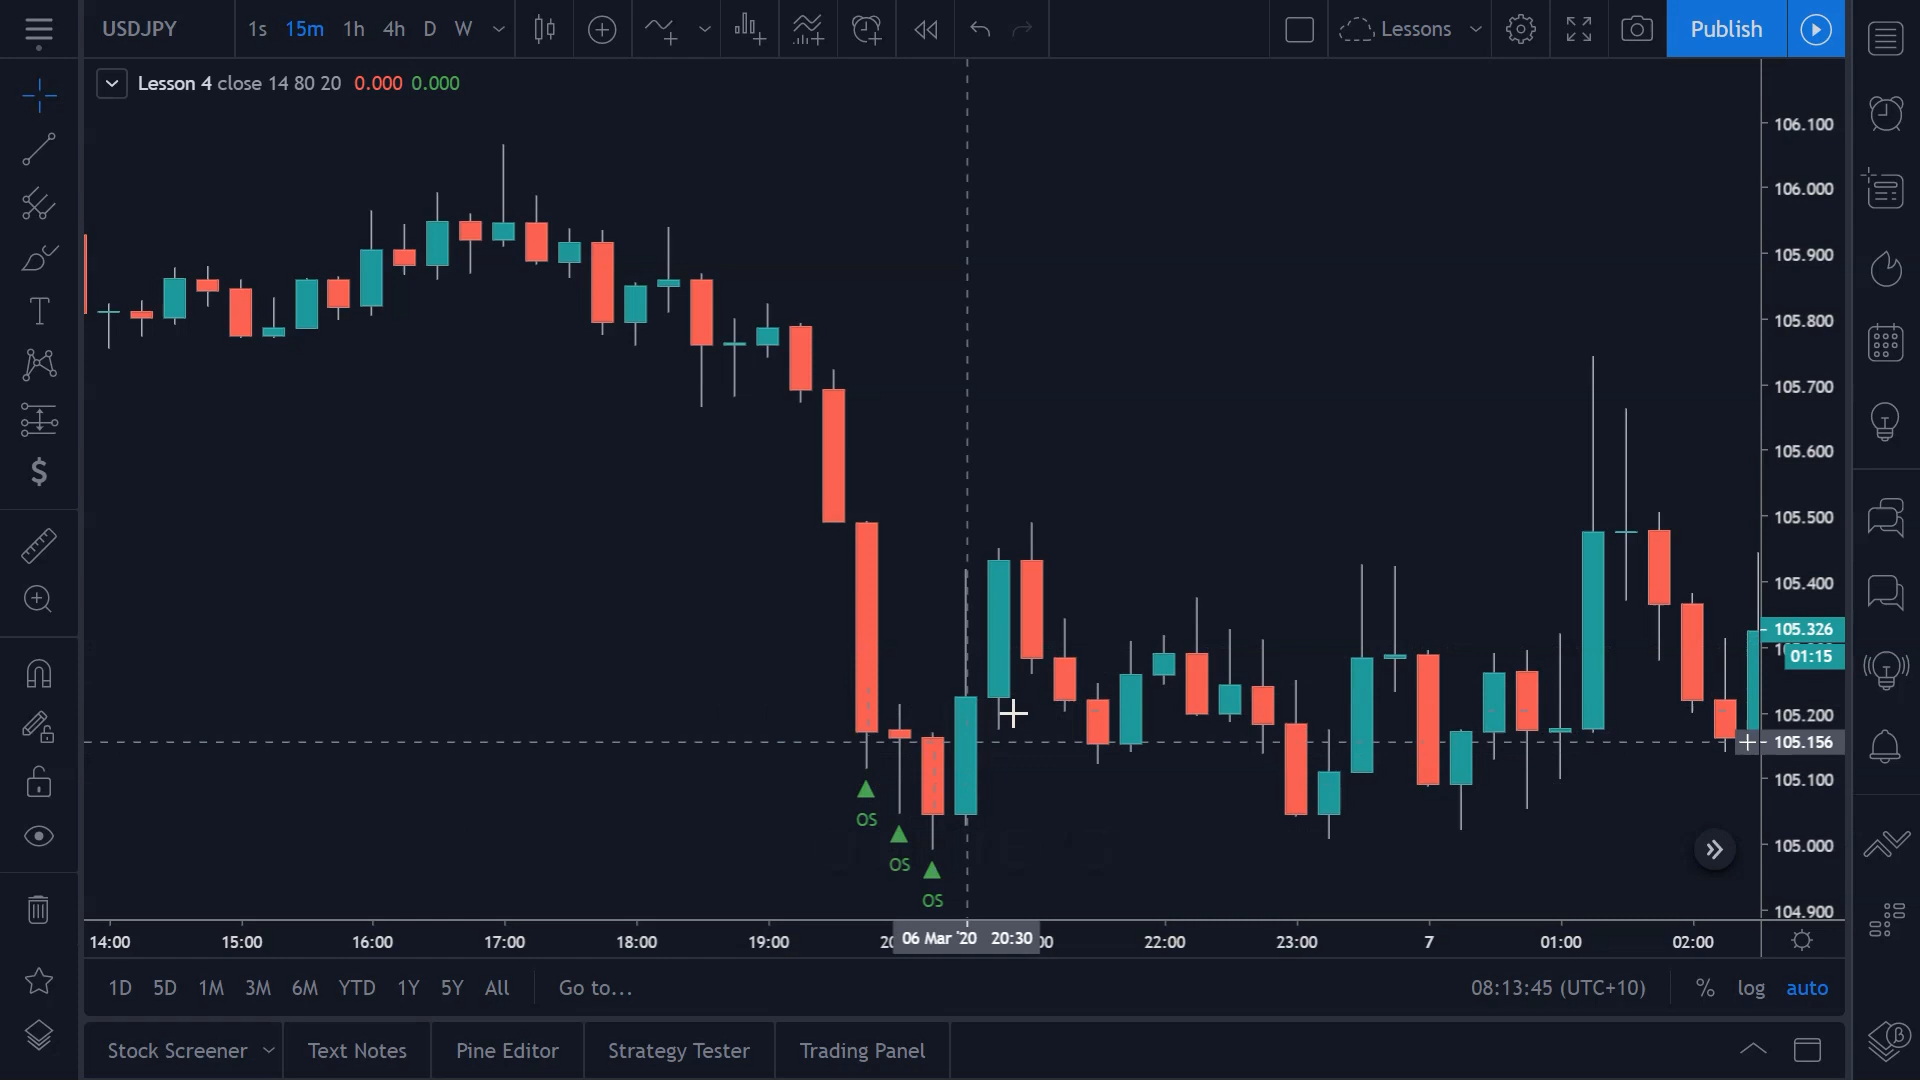 USDJPY 1s 15m 1h 4h D W Lessons Publish
Lesson 4 close 14 80 20 0.000 0.000
106.100
106.000
105.900
105.800
105.700
105.600
105.500
105.400
105.326
01:15
105.200
105.156
105.100
105.000
104.900
OS
OS
OS
14:00 15:00 16:00 17:00 18:00 19:00 06 Mar '20 20:30 22:00 23:00 7 01:00 02:00
1D 5D 1M 3M 6M YTD 1Y 5Y All Go to... 08:13:45 (UTC+10) % log auto
Stock Screener Text Notes Pine Editor Strategy Tester Trading Panel